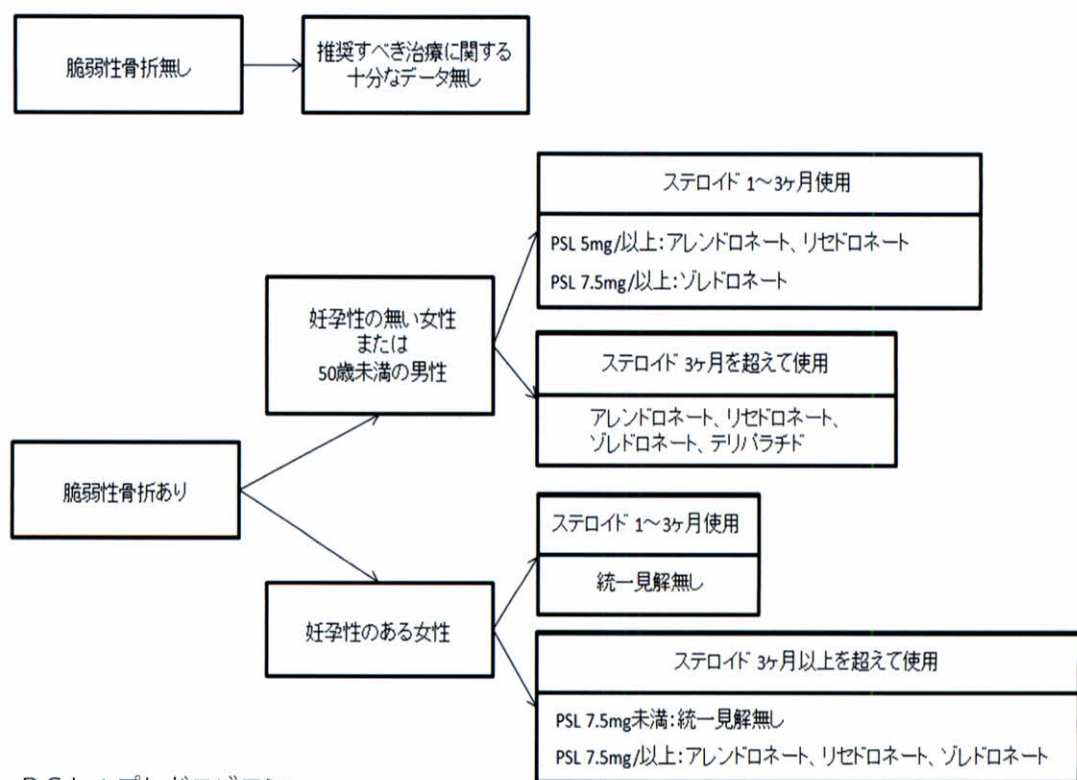 脆弱性骨折無し
推奨すべき治療に関する
十分なデータ無し
ステロイド 1～3ヶ月使用
PSL 5mg/以上：アレンドロネート、リセドロネート
PSL 7.5mg/以上：ゾレドロネート
妊孕性の無い女性
または
50歳未満の男性
ステロイド 3ヶ月を超えて使用
アレンドロネート、リセドロネート、
ゾレドロネート、テリパラチド
脆弱性骨折あり
ステロイド 1～3ヶ月使用
統一見解無し
妊孕性のある女性
ステロイド 3ヶ月以上を超えて使用
PSL 7.5mg未満：統一見解無し
PSL 7.5mg/以上：アレンドロネート、リセドロネート、ゾレドロネート